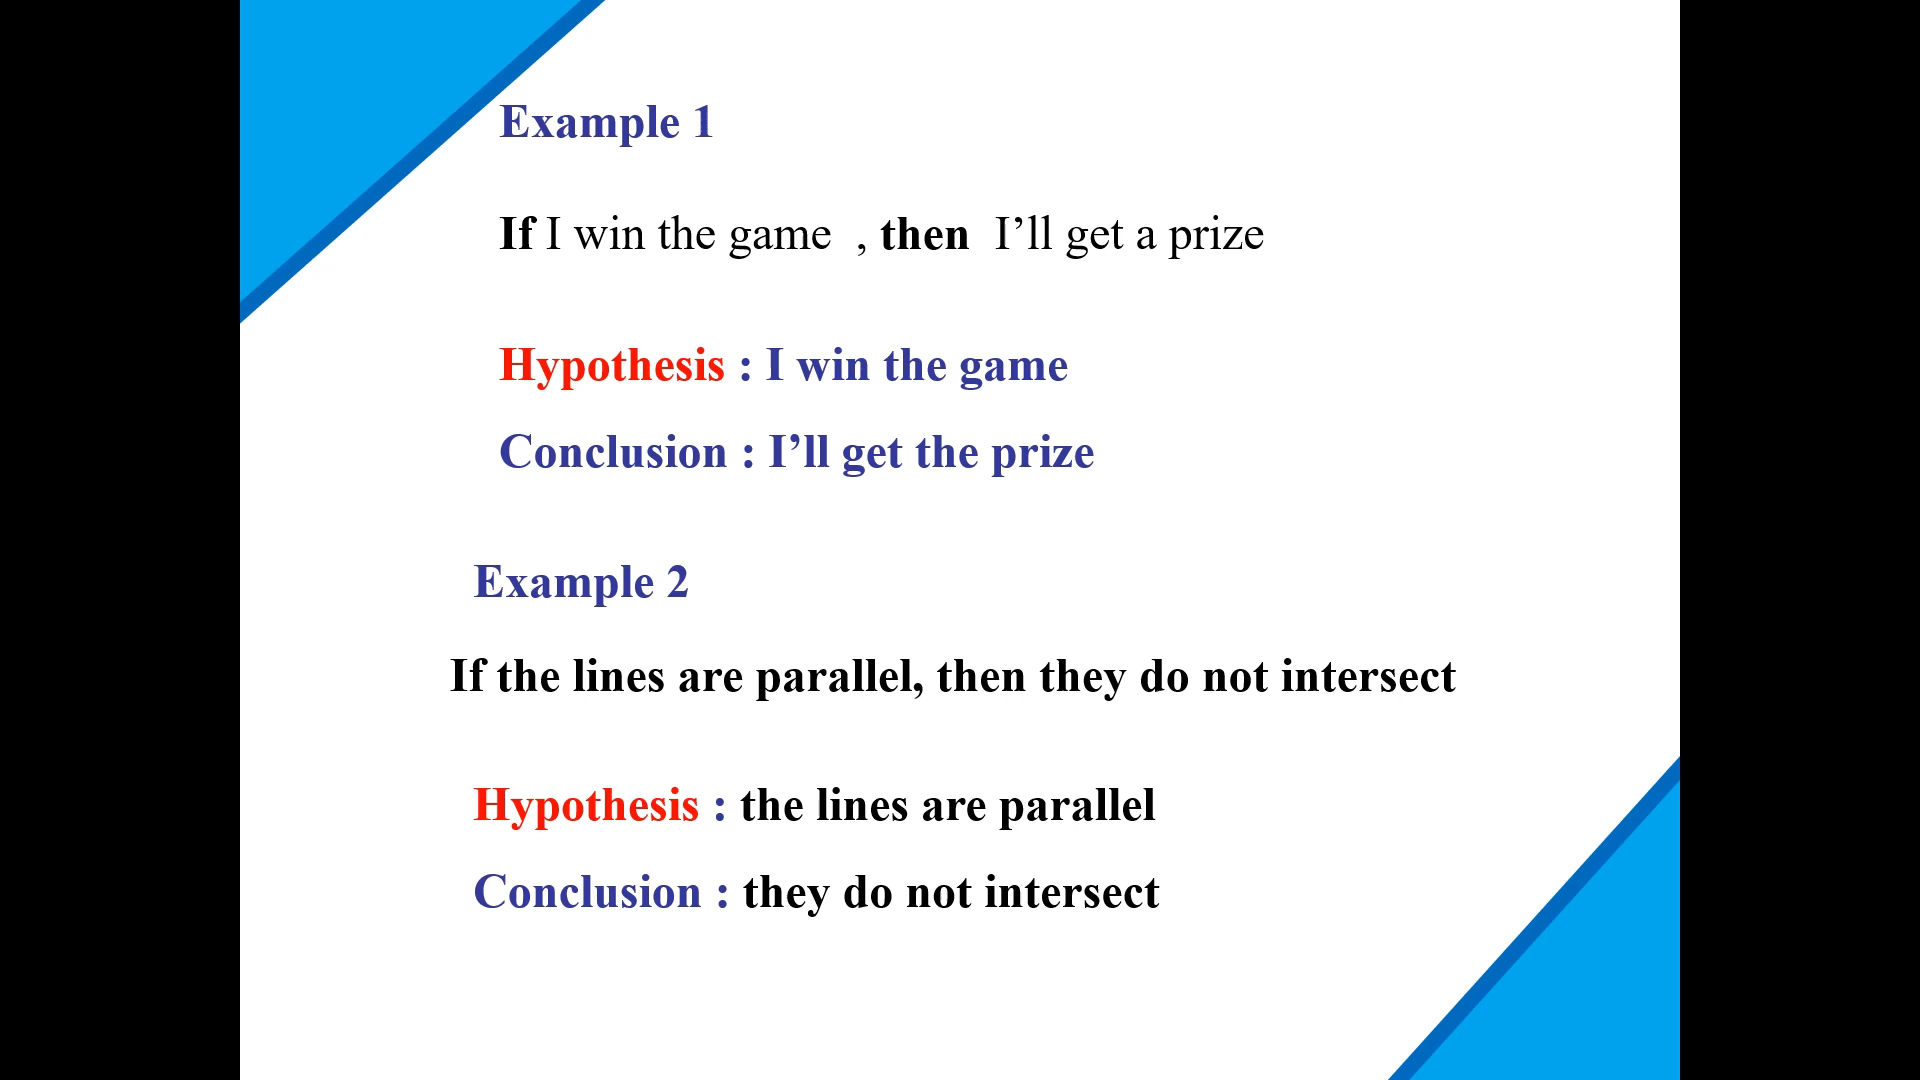 Example 1
If I win the game , then I’ll get a prize
Hypothesis : I win the game
Conclusion : I’ll get the prize
Example 2
If the lines are parallel, then they do not intersect
Hypothesis : the lines are parallel
Conclusion : they do not intersect